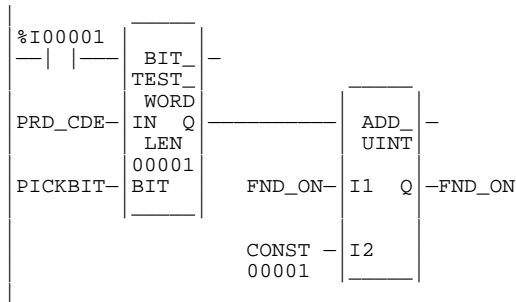 %I00001
BIT_
TEST_
WORD
PRD_CDE IN Q ADD_
LEN UINT
00001
PICKBIT BIT FND_ON I1 Q FND_ON
CONST I2
00001